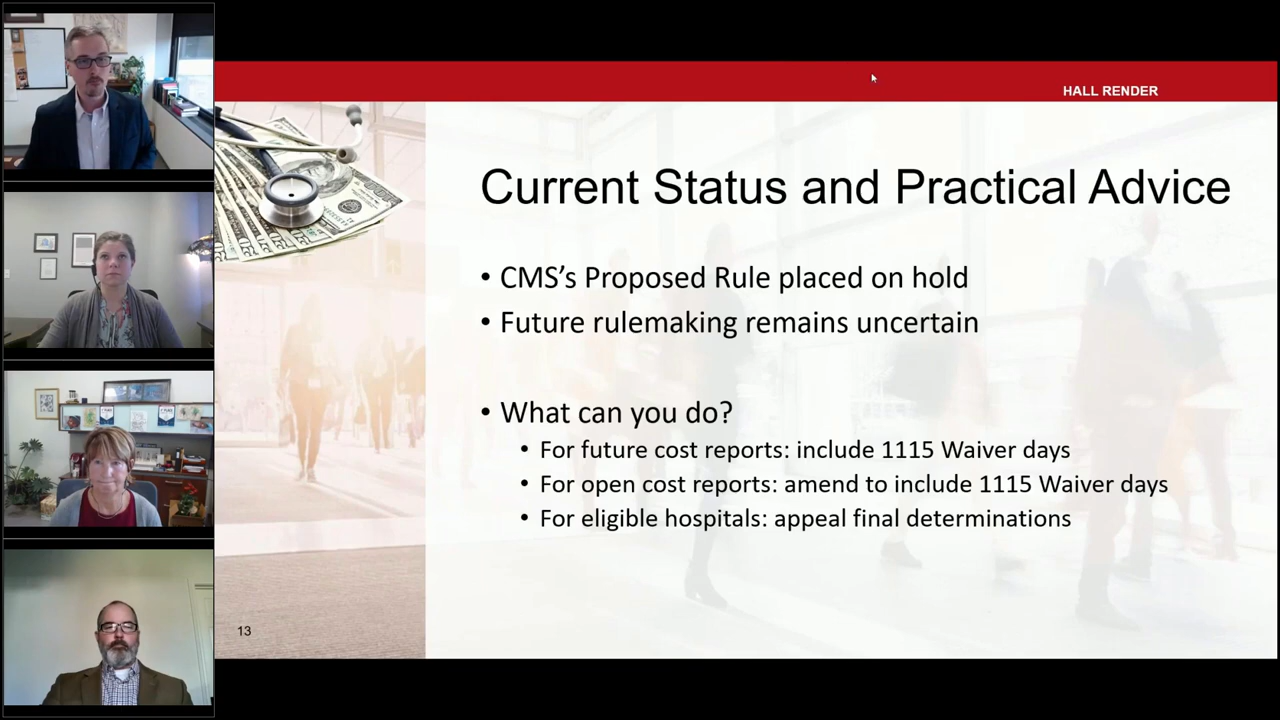 HALL RENDER
Current Status and Practical Advice
• CMS's Proposed Rule placed on hold
• Future rulemaking remains uncertain
• What can you do?
• For future cost reports: include 1115 Waiver days
• For open cost reports: amend to include 1115 Waiver days
• For eligible hospitals: appeal final determinations
13